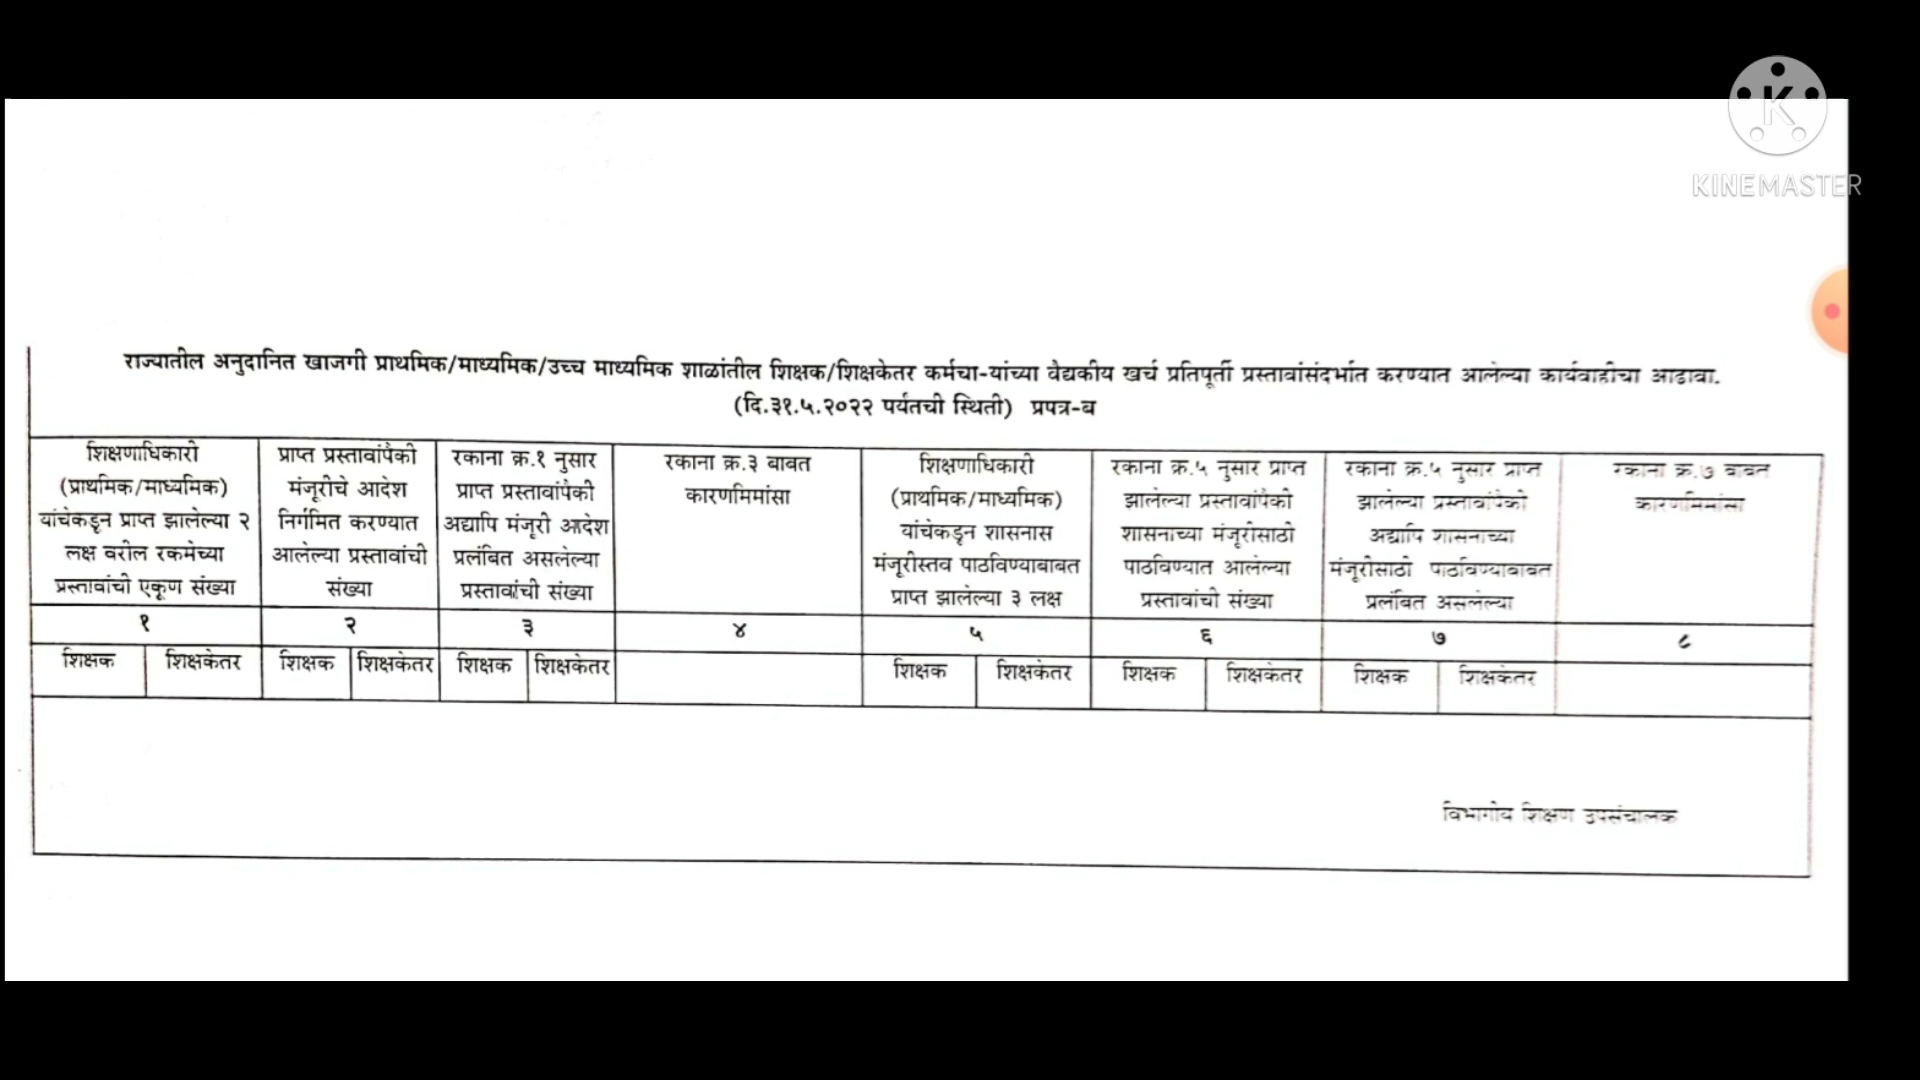 K
KINEMASTER
राज्यातील अनुदानित खाजगी प्राथमिक/माध्यमिक/उच्च माध्यमिक शाळांतील शिक्षक/शिक्षकेतर कर्मचा-यांच्या वैद्यकीय खर्च प्रतिपूर्ती प्रस्तावांसंदर्भात करण्यात आलेल्या कार्यवाहीचा आढावा.
(दि.३१.५.२०२२ पर्यंतची स्थिती) प्रपत्र-ब
शिक्षणाधिकारी
(प्राथमिक/माध्यमिक)
यांचेकडून प्राप्त झालेल्या २
लक्ष वरील रकमेच्या
प्रस्तावांची एकूण संख्या
प्राप्त प्रस्तावांपैकी
मंजूरीचे आदेश
निर्गमित करण्यात
आलेल्या प्रस्तावांची
संख्या
रकाना क्र.१ नुसार
प्राप्त प्रस्तावांपैकी
अद्यापि मंजूरी आदेश
प्रलंबित असलेल्या
प्रस्तावांची संख्या
रकाना क्र.३ बाबत
कारणमिमांसा
शिक्षणाधिकारी
(प्राथमिक/माध्यमिक)
यांचेकडून शासनास
मंजूरीस्तव पाठविण्याबाबत
प्राप्त झालेल्या ३ लक्ष
रकाना क्र.५ नुसार प्राप्त
झालेल्या प्रस्तावांपैकी
शासनाच्या मंजूरीसाठी
पाठविण्यात आलेल्या
प्रस्तावांची संख्या
रकाना क्र.५ नुसार प्राप्त
झालेल्या प्रस्तावांपैकी
अद्यापि शासनाच्या
मंजूरीसाठी पाठविण्याबाबत
प्रलंबित असलेल्या
रकाना क्र.७ बाबत
कारणमिमांसा
१ २ ३ ४ ५ ६ ७ ८
शिक्षक शिक्षकेतर शिक्षक शिक्षकेतर शिक्षक शिक्षकेतर शिक्षक शिक्षकेतर शिक्षक शिक्षकेतर शिक्षक शिक्षकेतर
विभागीय शिक्षण उपसंचालक